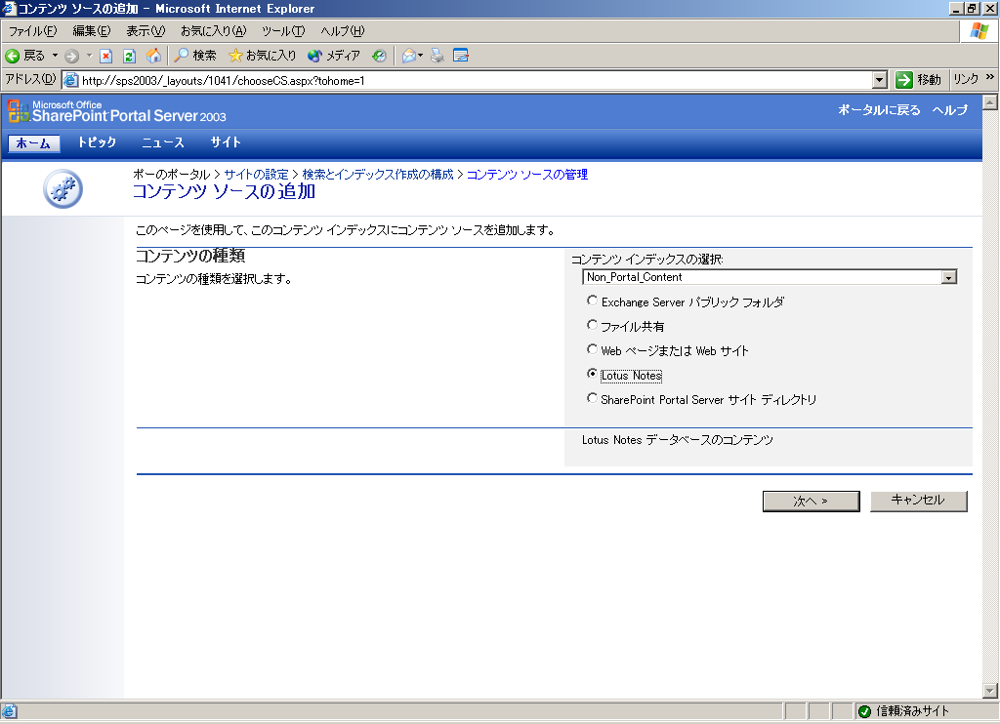 コンテンツ ソースの追加 - Microsoft Internet Explorer
ファイル(F) 編集(E) 表示(V) お気に入り(A) ツール(T) ヘルプ(H)
戻る 検索 お気に入り メディア
アドレス(D) http://sps2003/_layouts/1041/chooseCS.aspx?tohome=1 移動 リンク »
Microsoft Office
SharePoint Portal Server 2003
ポータルに戻る ヘルプ
ホーム トピック ニュース サイト
ポーのポータル > サイトの設定 > 検索とインデックス作成の構成 > コンテンツ ソースの管理
コンテンツ ソースの追加
このページを使用して、このコンテンツ インデックスにコンテンツ ソースを追加します。
コンテンツの種類
コンテンツの種類を選択します。
コンテンツ インデックスの選択:
Non_Portal_Content
Exchange Server パブリック フォルダ
ファイル共有
Web ページまたは Web サイト
Lotus Notes
SharePoint Portal Server サイト ディレクトリ
Lotus Notes データベースのコンテンツ
次へ > キャンセル
信頼済みサイト